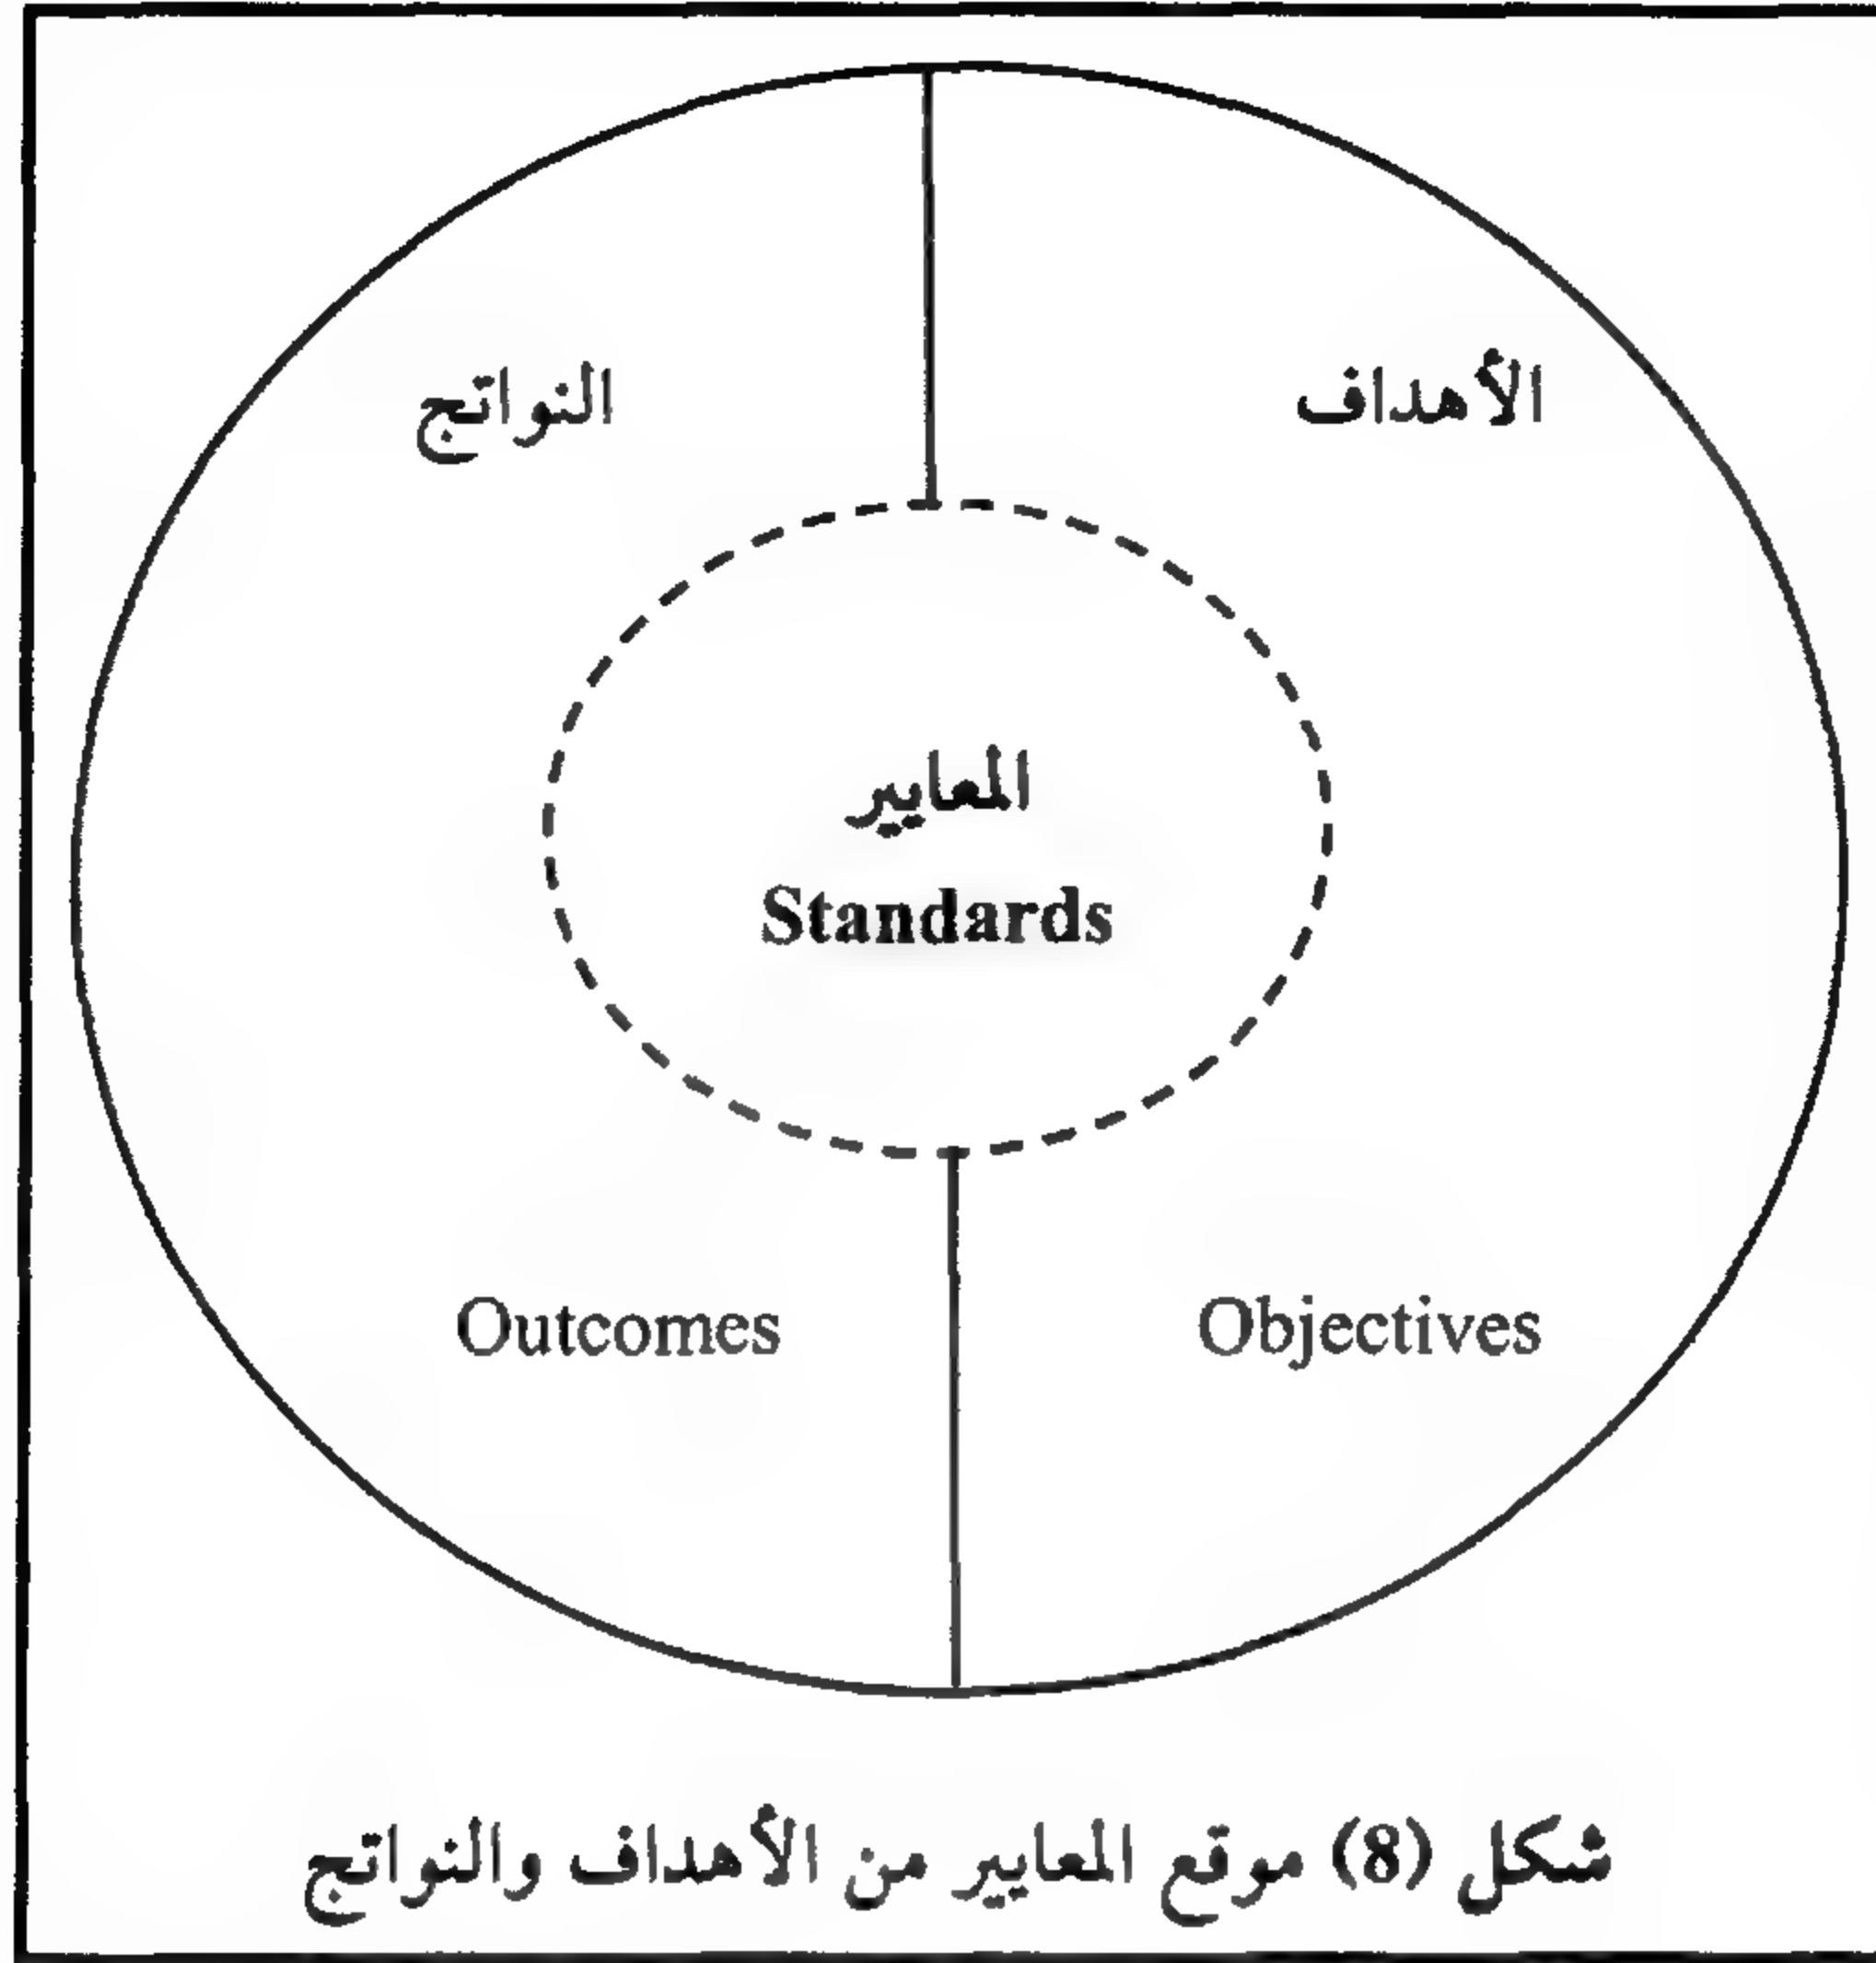 الأهداف
النواتج
المعايير
Standards
Outcomes
Objectives
شكل (8) موقع المعايير من الأهداف والنواتج